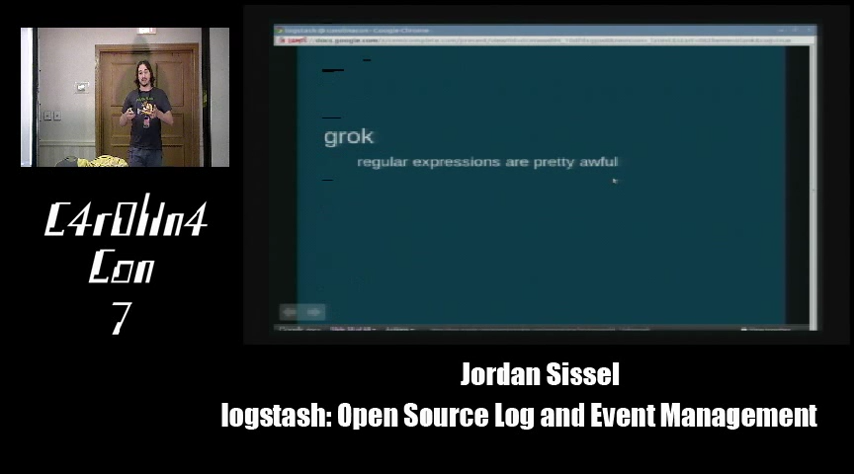 C4r0l1n4
Con
7
grok
regular expressions are pretty awful
Jordan Sissel
logstash: Open Source Log and Event Management